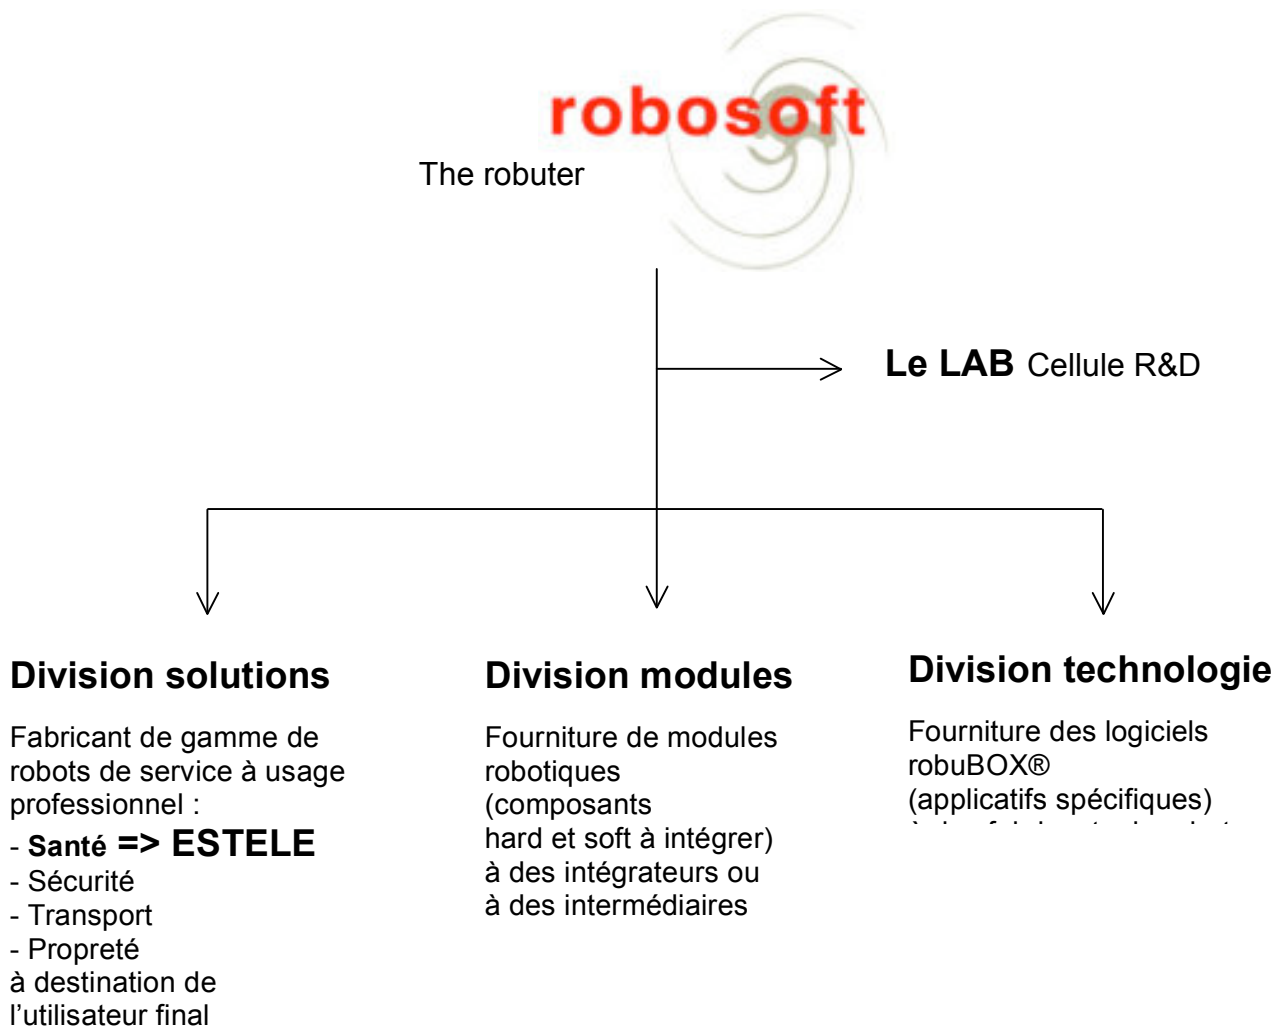 robosoft
The robuter
Le LAB Cellule R&D
Division solutions
Fabricant de gamme de
robots de service à usage
professionnel :
- Santé => ESTELE
- Sécurité
- Transport
- Propreté
à destination de
l’utilisateur final
Division modules
Fourniture de modules
robotiques
(composants
hard et soft à intégrer)
à des intégrateurs ou
à des intermédiaires
Division technologie
Fourniture des logiciels
robuBOX®
(applicatifs spécifiques)